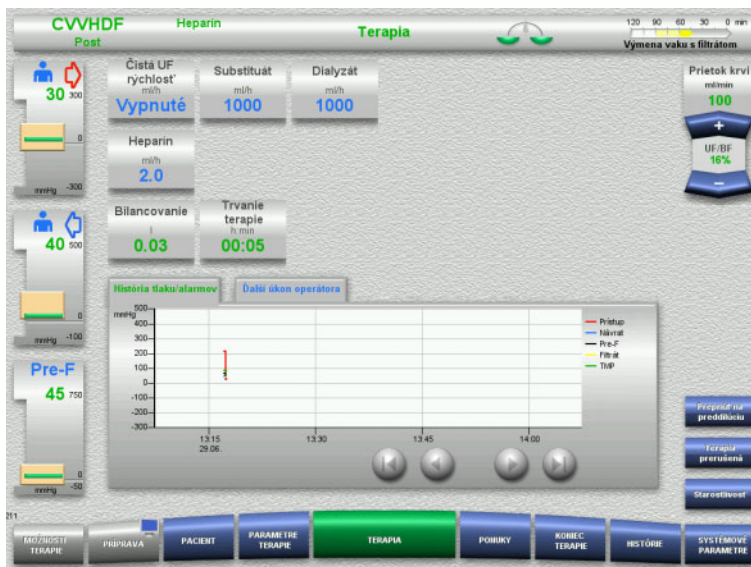 CVVHDF
Heparín
Post
Terapia
120 90 60 30 0 min
Výmena vaku s filtrátom
30 300
0
mmHg -300
40 500
0
mmHg -100
Pre-F
45 750
0
mmHg -50
Čistá UF
rýchlosť
ml/h
Vypnuté
Substituát
ml/h
1000
Dialyzát
ml/h
1000
Heparín
ml/h
2.0
Bilancovanie
l
0.03
Trvanie
terapie
h:min
00:05
Prietok krvi
ml/min
100
+
UF/BF
16%
−
História tlaku/alarmov
Ďalší úkon operátora
mmHg
500
400
300
200
100
0
-100
-200
-300
13:15 13:30 13:45 14:00
29.06.
Prístup
Návrat
Pre-F
Filtrát
TMP
Prepnúť na
predilúciu
Terapia
prerušená
Starostlivosť
211
MOŽNOSTI
TERAPIE
PRÍPRAVA
PACIENT
PARAMETRE
TERAPIE
TERAPIA
PONUKY
KONIEC
TERAPIE
HISTÓRIE
SYSTÉMOVÉ
PARAMETRE